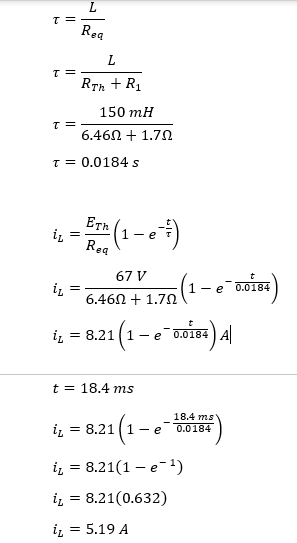 τ = L / R_eq
τ = L / (R_Th + R_1)
τ = 150 mH / (6.46Ω + 1.7Ω)
τ = 0.0184 s
i_L = E_Th / R_eq (1 − e^(−t/τ))
i_L = 67 V / (6.46Ω + 1.7Ω) (1 − e^(−t/0.0184))
i_L = 8.21 (1 − e^(−t/0.0184)) A
t = 18.4 ms
i_L = 8.21 (1 − e^(−18.4 ms/0.0184))
i_L = 8.21(1 − e^(−1))
i_L = 8.21(0.632)
i_L = 5.19 A